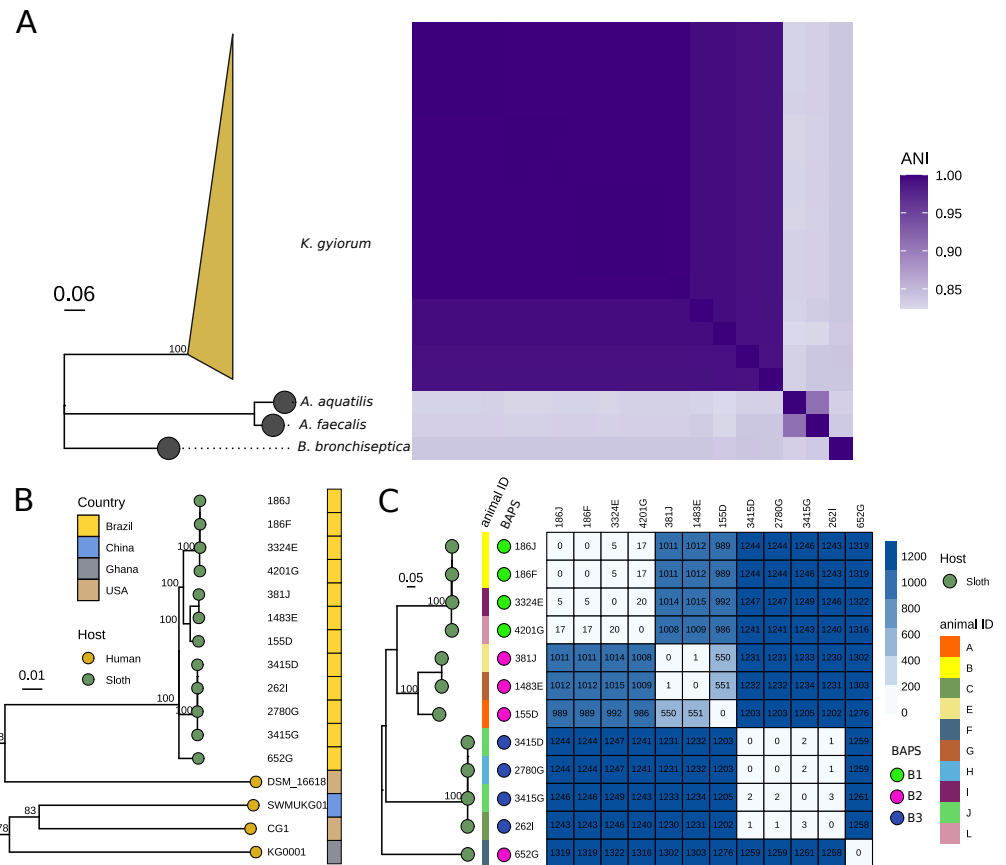 A
ANI
1.00
0.95
0.90
0.85
K. gyiorum
0.06
100
A. aquatilis
A. faecalis
B. bronchiseptica
B
Country
Brazil
China
Ghana
USA
Host
Human
Sloth
0.01
100
100
100
100
100
83
78
186J
186F
3324E
4201G
381J
1483E
155D
3415D
262I
2780G
3415G
652G
DSM_16618
SWMUKG01
CG1
KG0001
C
animal ID
BAPS
186J 186F 3324E 4201G 381J 1483E 155D 3415D 2780G 3415G 262I 652G
0.05
100
100
100
186J 0 0 5 17 1011 1012 989 1244 1244 1246 1243 1319
186F 0 0 5 17 1011 1012 989 1244 1244 1246 1243 1319
3324E 5 5 0 20 1014 1015 992 1247 1247 1249 1246 1322
4201G 17 17 20 0 1008 1009 986 1241 1241 1243 1240 1316
381J 1011 1011 1014 1008 0 1 550 1231 1231 1233 1230 1302
1483E 1012 1012 1015 1009 1 0 551 1232 1232 1234 1231 1303
155D 989 989 992 986 550 551 0 1203 1203 1205 1202 1276
3415D 1244 1244 1247 1241 1231 1232 1203 0 0 2 1 1259
2780G 1244 1244 1247 1241 1231 1232 1203 0 0 2 1 1259
3415G 1246 1246 1249 1243 1233 1234 1205 2 2 0 3 1261
262I 1243 1243 1246 1240 1230 1231 1202 1 1 3 0 1258
652G 1319 1319 1322 1316 1302 1303 1276 1259 1259 1261 1258 0
1200
1000
800
600
400
200
0
Host
Sloth
animal ID
A
B
C
E
F
G
H
I
J
L
BAPS
B1
B2
B3